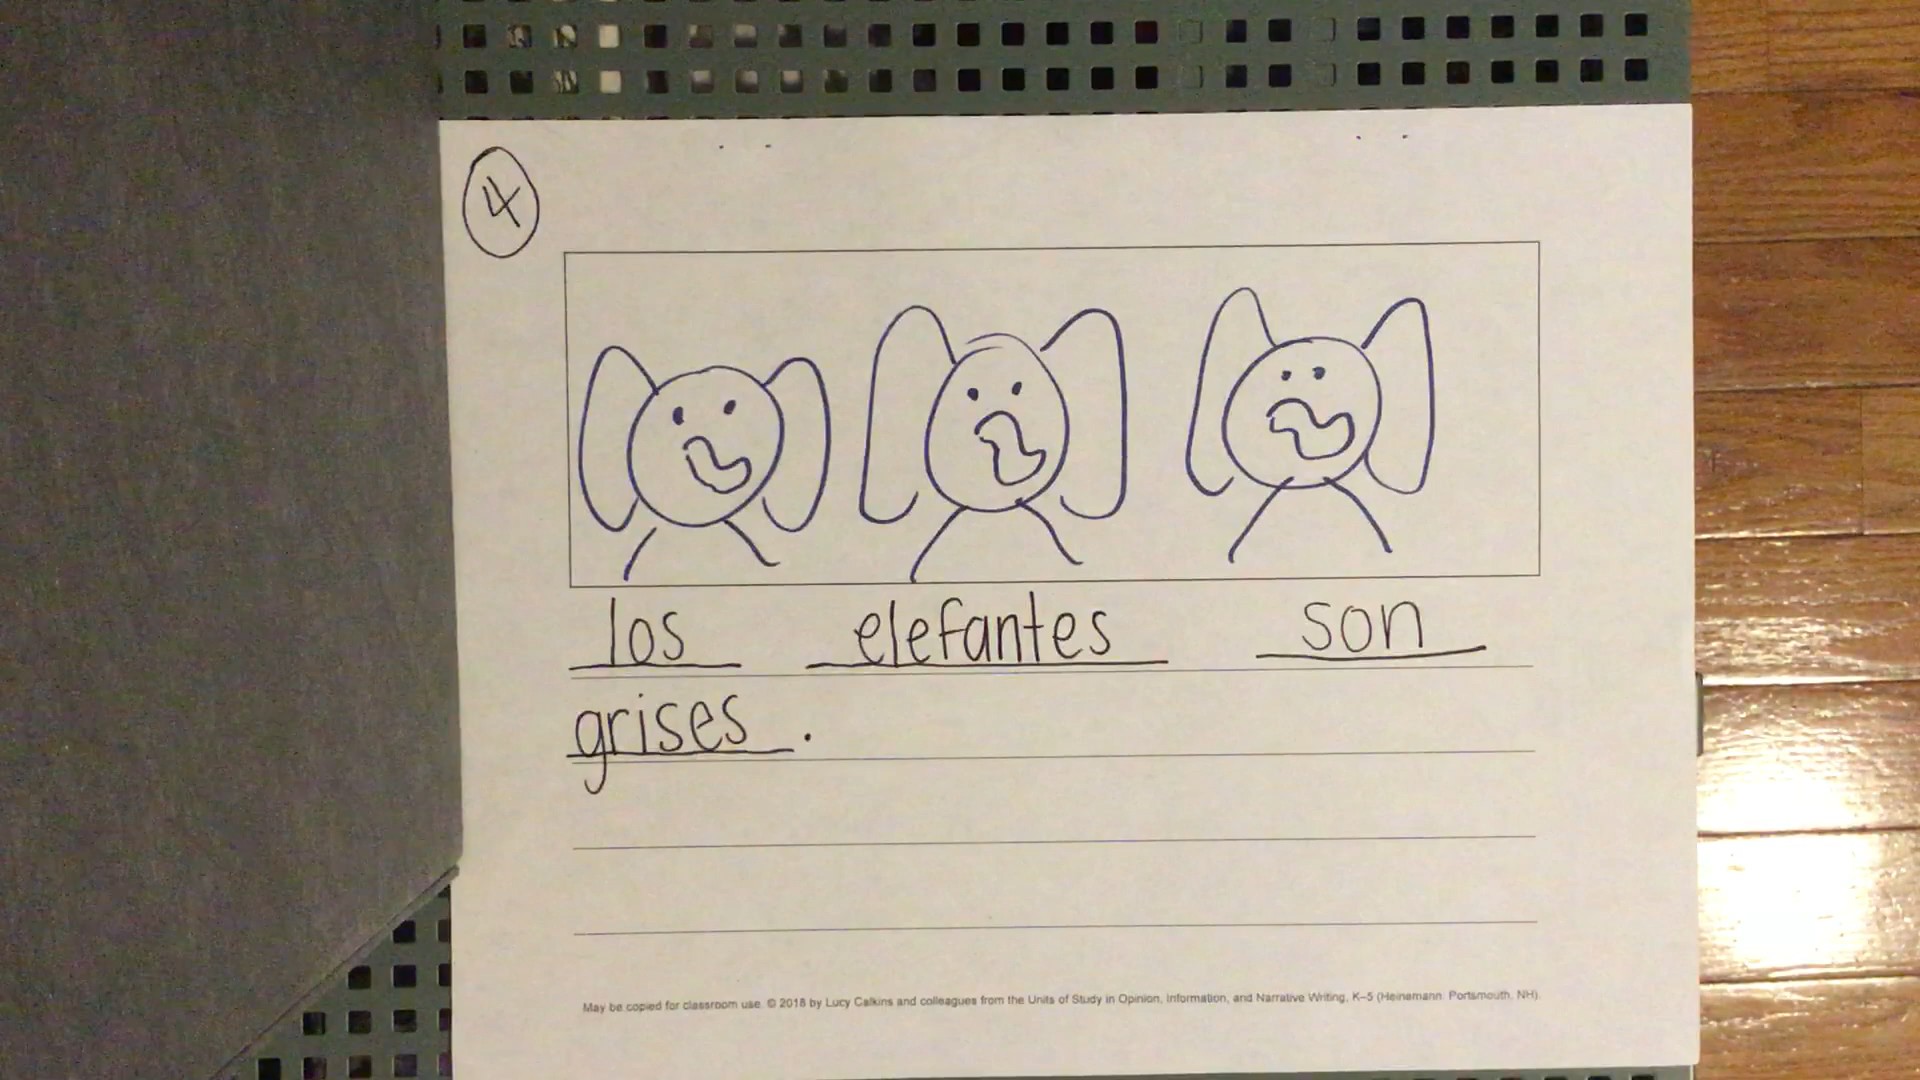 4
los elefantes son
grises.
May be copied for classroom use. © 2018 by Lucy Calkins and colleagues from the Units of Study in Opinion, Information, and Narrative Writing, K–5 (Heinemann: Portsmouth, NH).